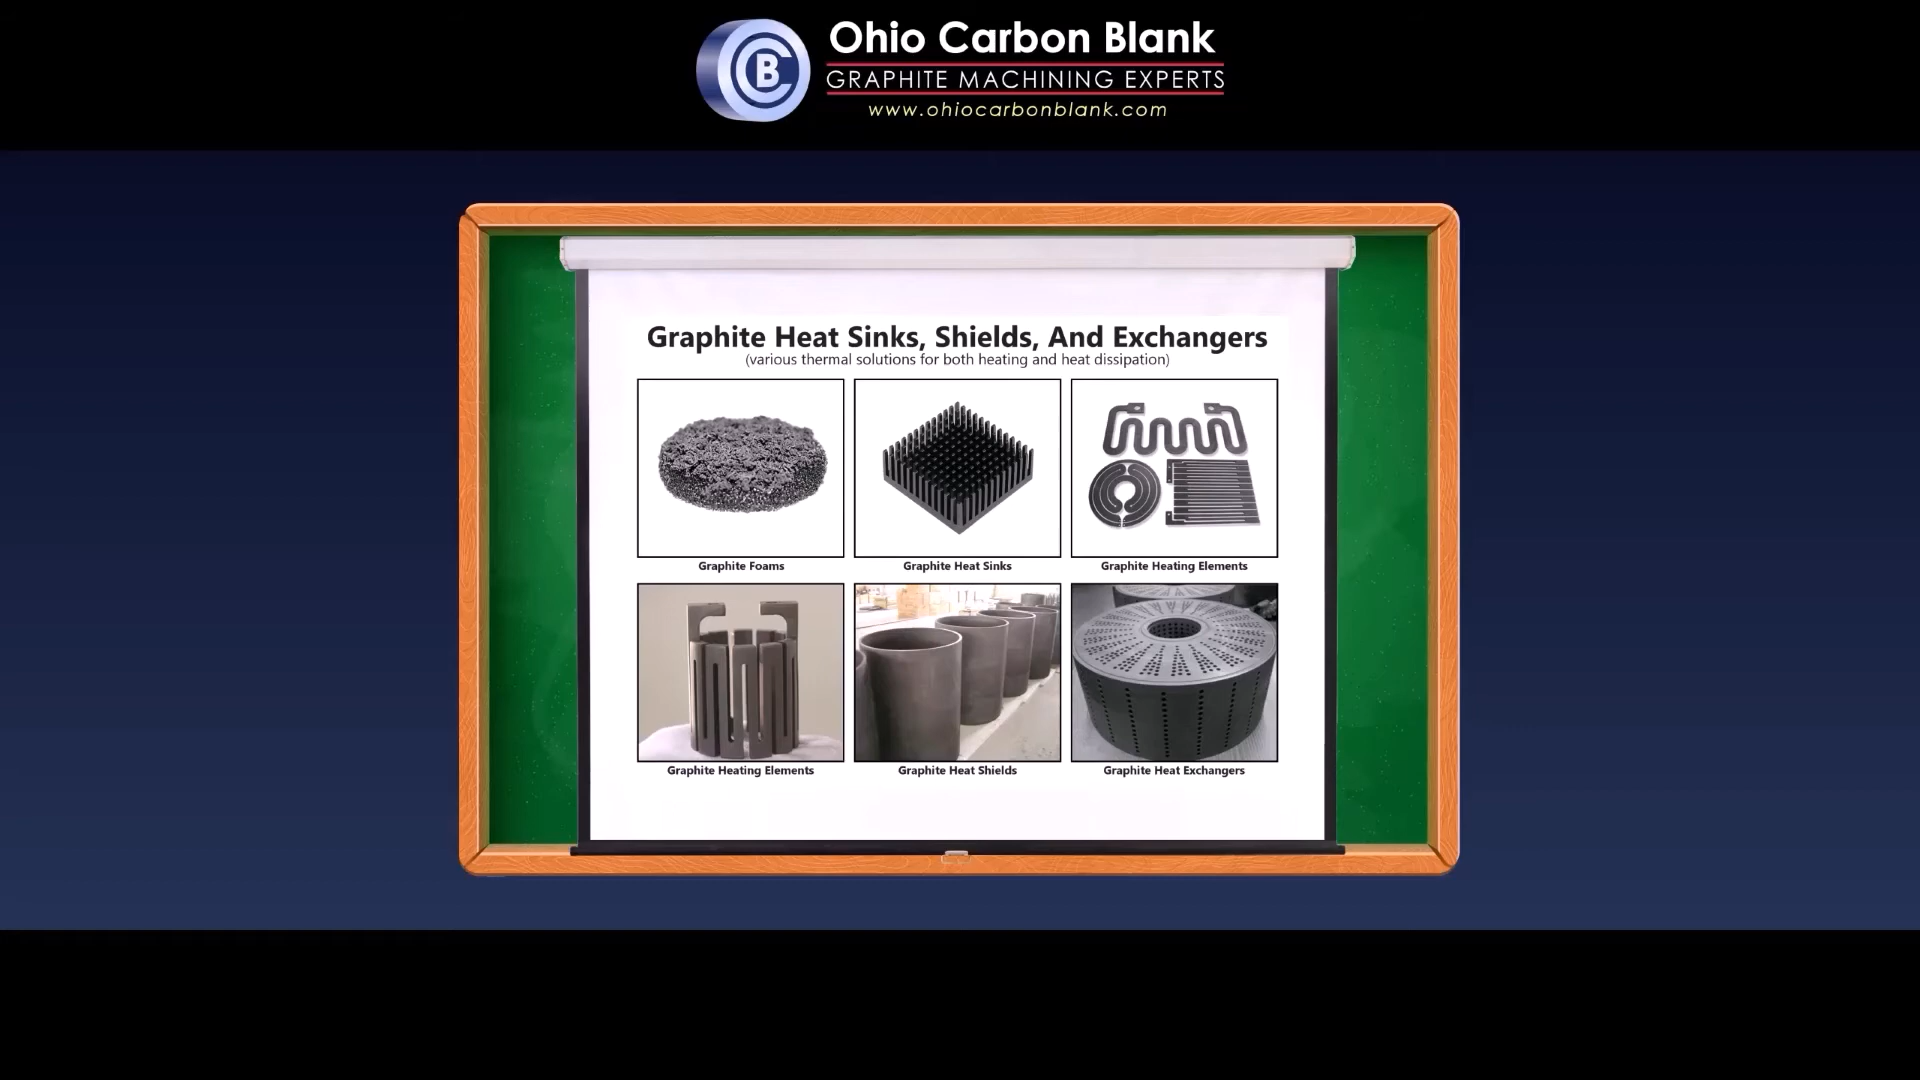 Ohio Carbon Blank
GRAPHITE MACHINING EXPERTS
www.ohiocarbonblank.com
CB
Graphite Heat Sinks, Shields, And Exchangers
(various thermal solutions for both heating and heat dissipation)
Graphite Foams
Graphite Heat Sinks
Graphite Heating Elements
Graphite Heating Elements
Graphite Heat Shields
Graphite Heat Exchangers